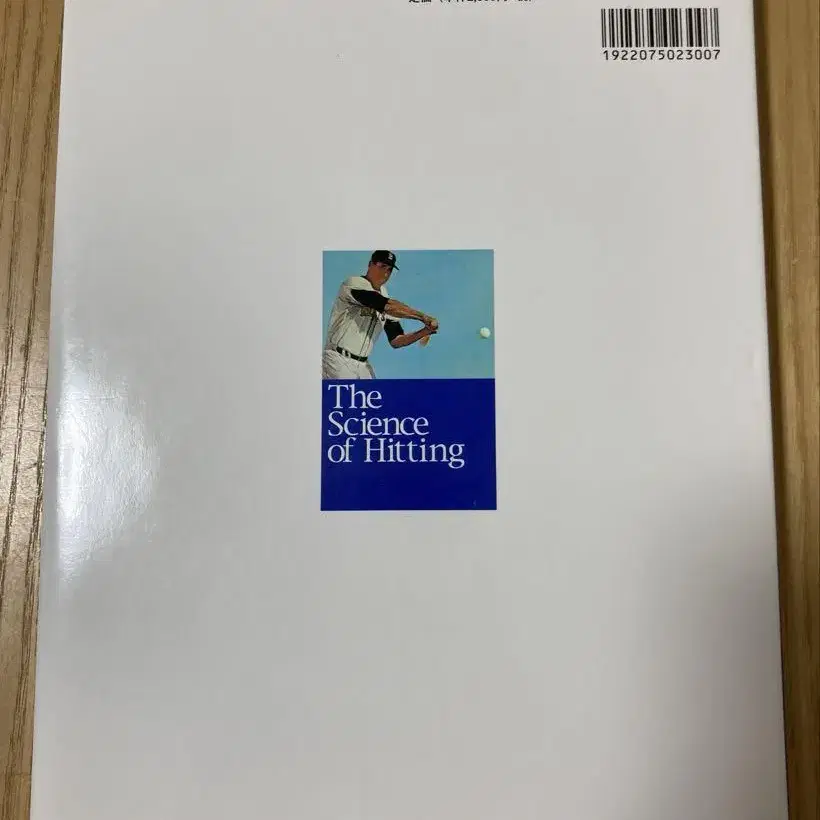 1922075023007
The
Science
of Hitting